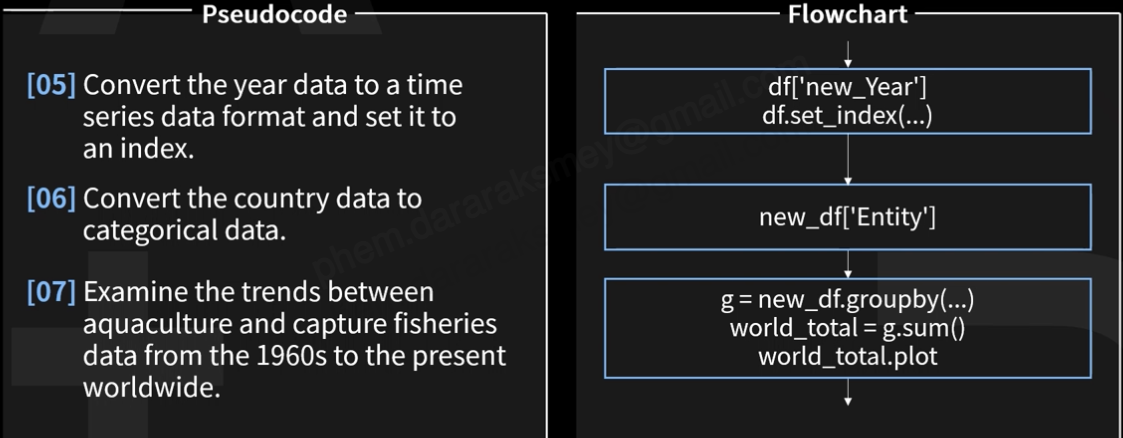 Pseudocode
[05] Convert the year data to a time
series data format and set it to
an index.
[06] Convert the country data to
categorical data.
[07] Examine the trends between
aquaculture and capture fisheries
data from the 1960s to the present
worldwide.
Flowchart
df['new_Year']
df.set_index(...)
new_df['Entity']
g = new_df.groupby(...)
world_total = g.sum()
world_total.plot
phem.dararaksmey@gmail.com